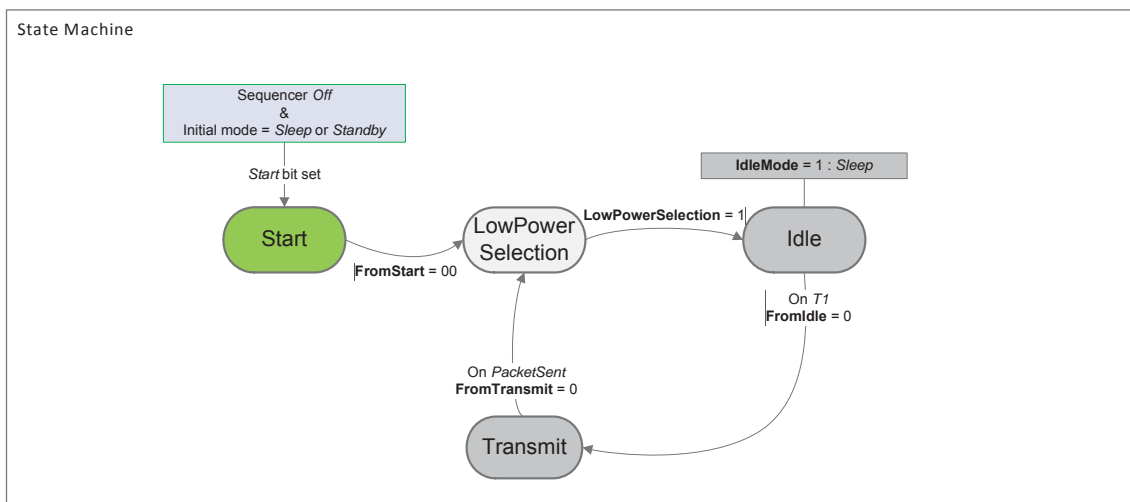 State Machine
Sequencer Off
&
Initial mode = Sleep or Standby
Start bit set
IdleMode = 1 : Sleep
Start
LowPower
Selection
LowPowerSelection = 1
Idle
FromStart = 00
On T1
FromIdle = 0
On PacketSent
FromTransmit = 0
Transmit